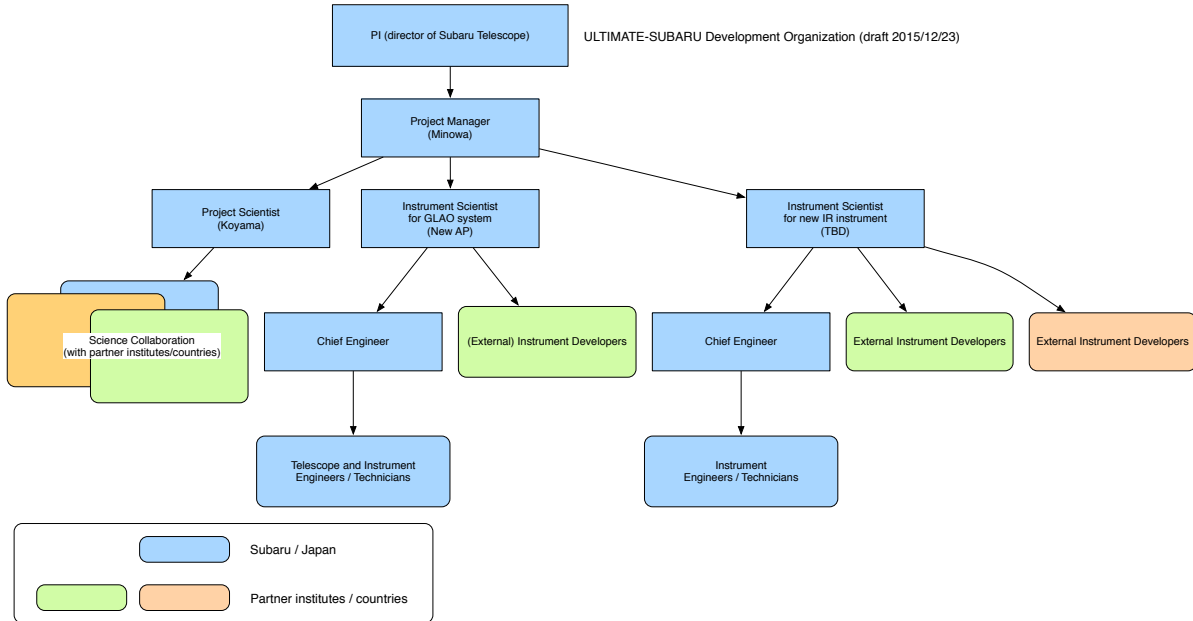 PI (director of Subaru Telescope)
ULTIMATE-SUBARU Development Organization (draft 2015/12/23)
Project Manager
(Minowa)
Project Scientist
(Koyama)
Instrument Scientist
for GLAO system
(New AP)
Instrument Scientist
for new IR instrument
(TBD)
Science Collaboration
(with partner institutes/countries)
Chief Engineer
(External) Instrument Developers
Chief Engineer
External Instrument Developers
External Instrument Developers
Telescope and Instrument
Engineers / Technicians
Instrument
Engineers / Technicians
Subaru / Japan
Partner institutes / countries